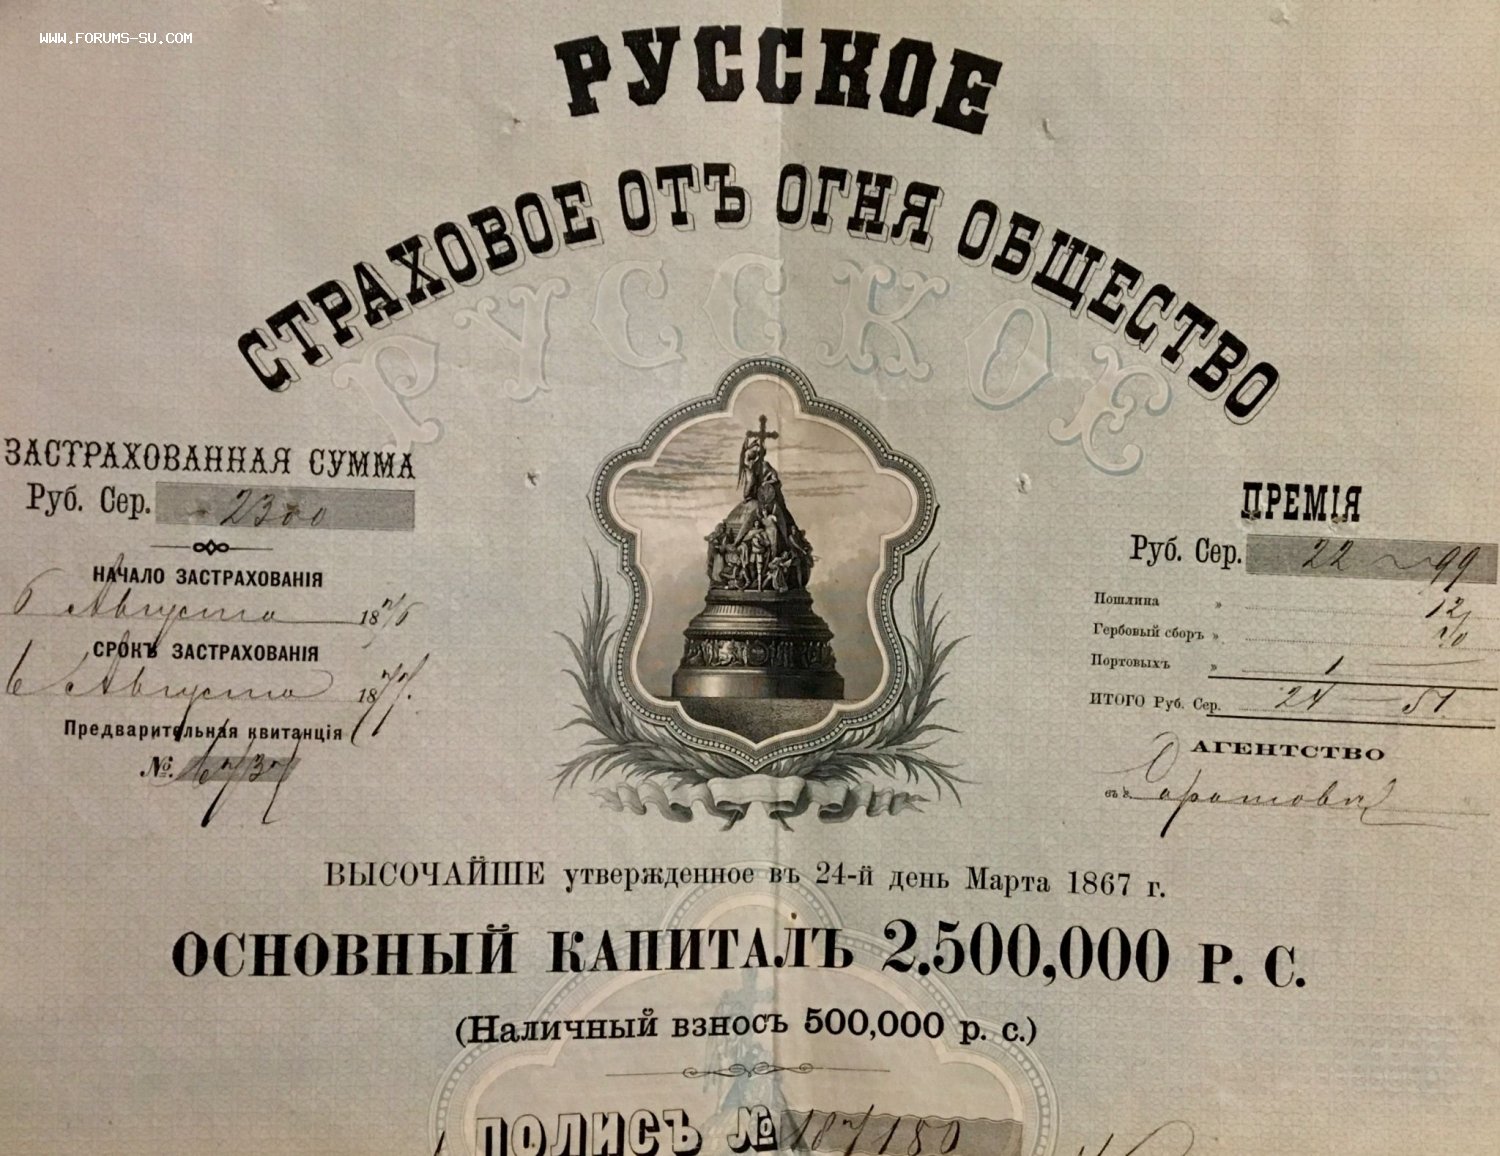 WWW.FORUMS-SU.COM
РУССКОЕ
СТРАХОВОЕ ОТЪ ОГНЯ ОБЩЕСТВО
РУССКОЕ
ЗАСТРАХОВАННАЯ СУММА
Руб. Сер. 2300
НАЧАЛО ЗАСТРАХОВАНІЯ
6 Августа 1876
СРОКЪ ЗАСТРАХОВАНІЯ
6 Августа 1877.
Предварительная квитанція
№.
ПРЕМІЯ
Руб. Сер. 22 99
Пошлина »
Гербовый сборъ »
Портовыхъ » 1
ИТОГО Руб. Сер. 24 — 51
АГЕНТСТВО
въ г. Саратовѣ
ВЫСОЧАЙШЕ утвержденное въ 24-й день Марта 1867 г.
ОСНОВНЫЙ КАПИТАЛЪ 2.500,000 Р. С.
(Наличный взносъ 500,000 р. с.)
ПОЛИСЪ № 187180